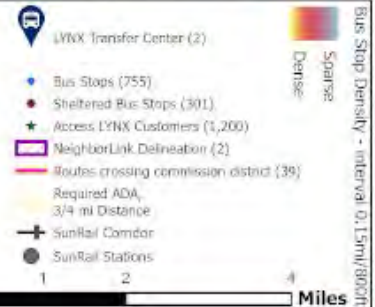 LYNX Transfer Center (2)
Bus Stops (755)
Sheltered Bus Stops (301)
Access LYNX Customers (1,200)
NeighborLink Delineation (2)
Routes crossing commission district (39)
Required ADA,
3/4 mi Distance
SunRail Corridor
SunRail Stations
Sparse
Dense
Bus Stop Density - interval 0.15mi/800ft
1 2 4
Miles